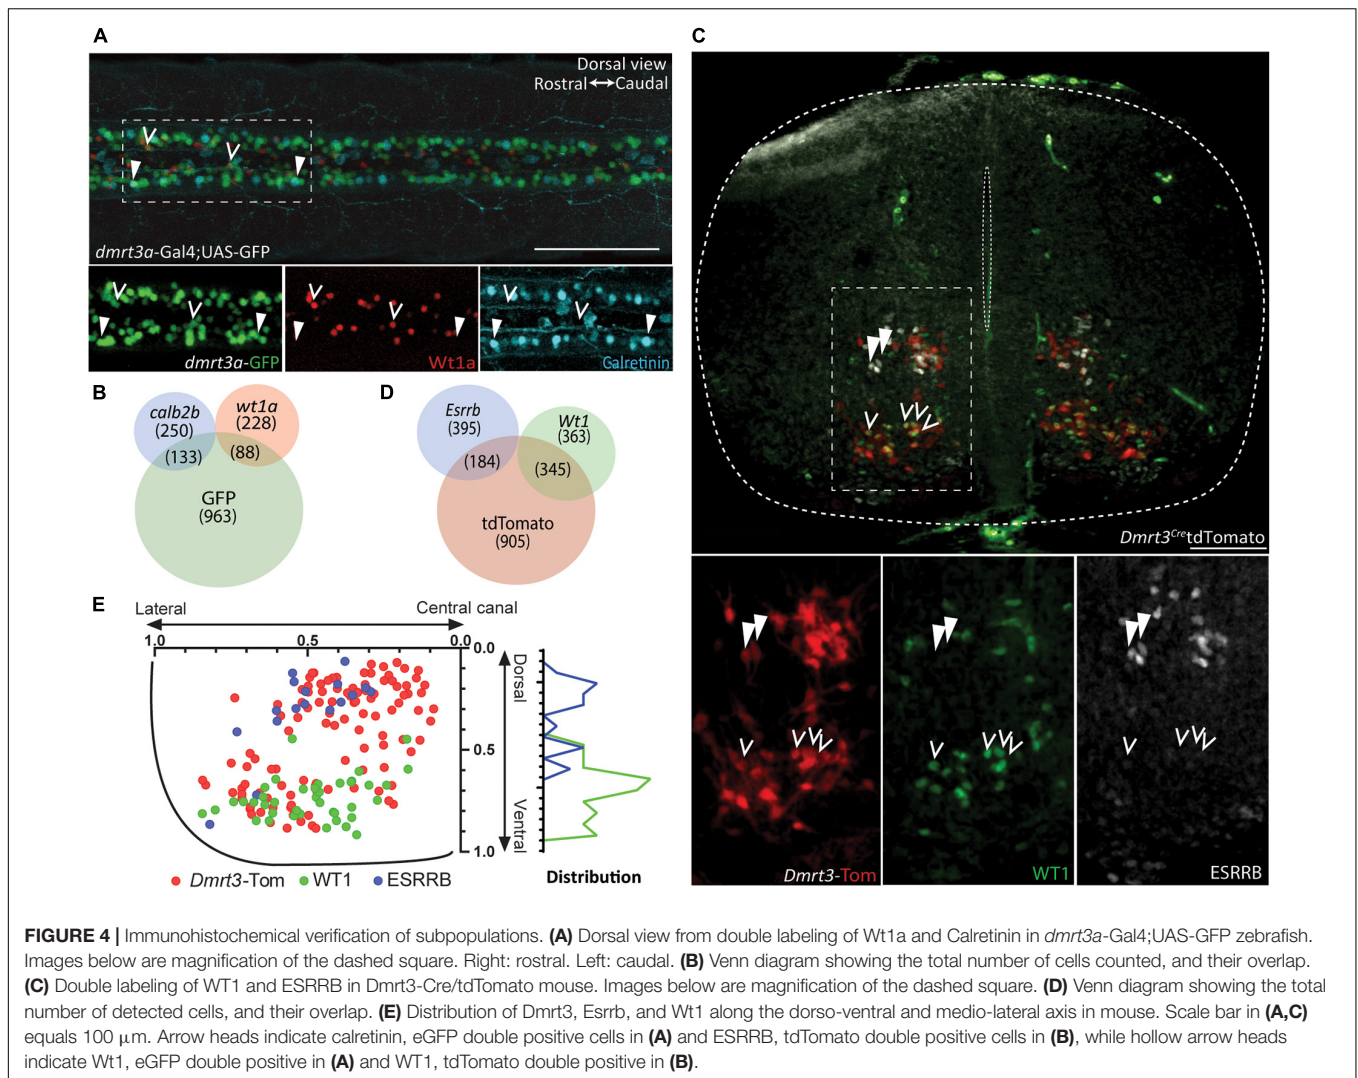 A
Dorsal view
Rostral ↔ Caudal
dmrt3a-Gal4;UAS-GFP
dmrt3a-GFP
Wt1a
Calretinin
B
calb2b
(250)
wt1a
(228)
(133)
(88)
GFP
(963)
D
Esrrb
(395)
Wt1
(363)
(184)
(345)
tdTomato
(905)
C
Dmrt3CretdTomato
Dmrt3-Tom
WT1
ESRRB
E
Lateral
Central canal
1.0
0.5
0.0
0.0
Dorsal
0.5
Ventral
1.0
Dmrt3-Tom
WT1
ESRRB
Distribution
FIGURE 4 | Immunohistochemical verification of subpopulations. (A) Dorsal view from double labeling of Wt1a and Calretinin in dmrt3a-Gal4;UAS-GFP zebrafish.
Images below are magnification of the dashed square. Right: rostral. Left: caudal. (B) Venn diagram showing the total number of cells counted, and their overlap.
(C) Double labeling of WT1 and ESRRB in Dmrt3-Cre/tdTomato mouse. Images below are magnification of the dashed square. (D) Venn diagram showing the total
number of detected cells, and their overlap. (E) Distribution of Dmrt3, Esrrb, and Wt1 along the dorso-ventral and medio-lateral axis in mouse. Scale bar in (A,C)
equals 100 μm. Arrow heads indicate calretinin, eGFP double positive cells in (A) and ESRRB, tdTomato double positive cells in (B), while hollow arrow heads
indicate Wt1, eGFP double positive in (A) and WT1, tdTomato double positive in (B).